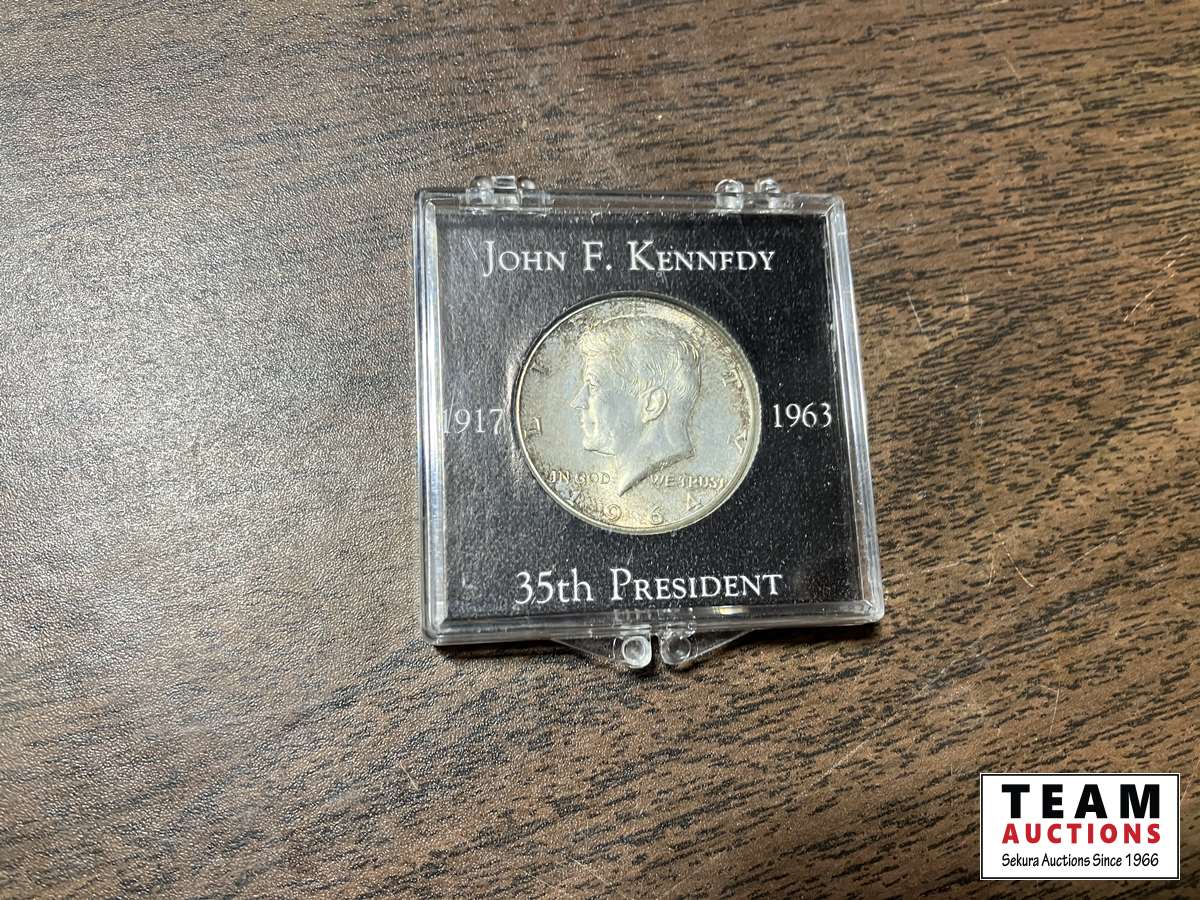 JOHN F. KENNEDY
1917
1963
LIBERTY
IN GOD WE TRUST
1964
35th PRESIDENT
TEAM
AUCTIONS
Sekura Auctions Since 1966